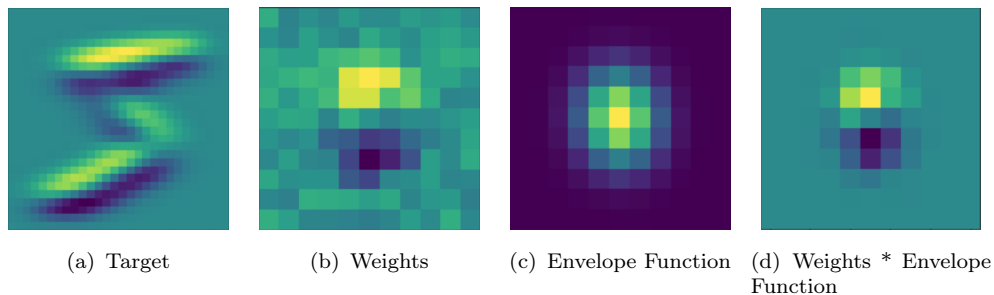 (a) Target
(b) Weights
(c) Envelope Function
(d) Weights * Envelope
Function